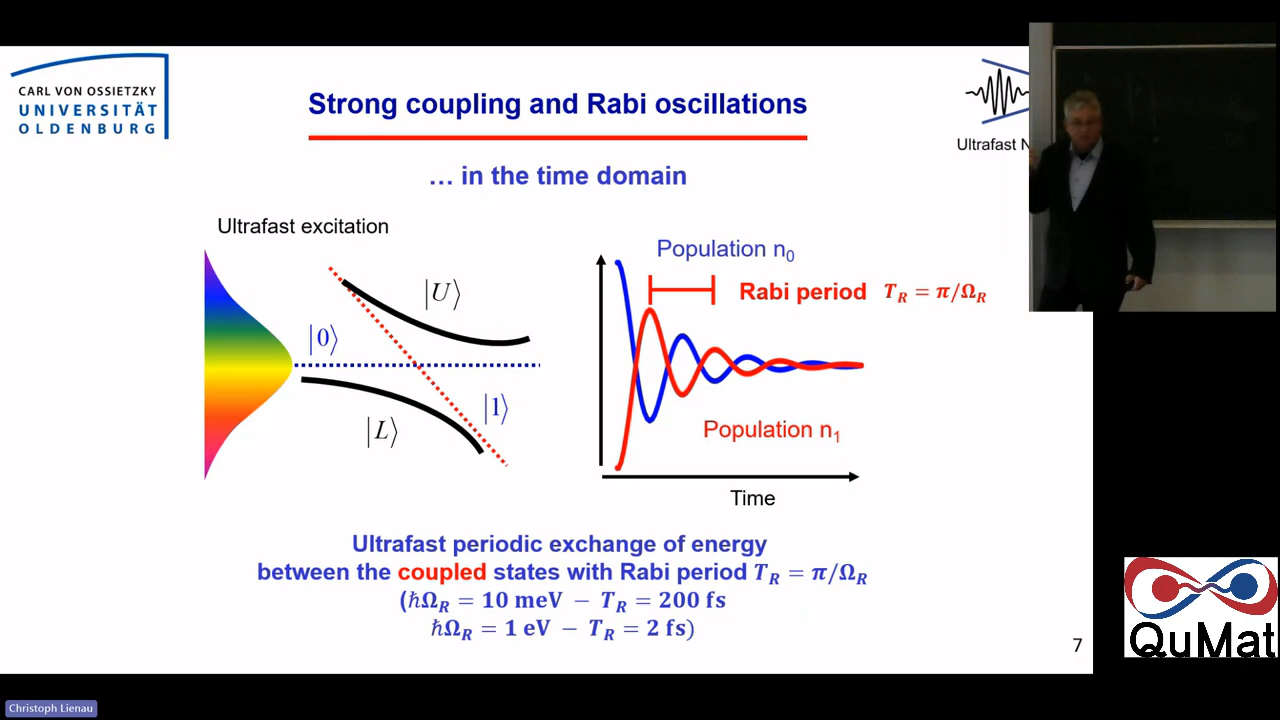 CARL VON OSSIETZKY
UNIVERSITÄT
OLDENBURG
Strong coupling and Rabi oscillations
Ultrafast N
… in the time domain
Ultrafast excitation
|U⟩
|0⟩
|1⟩
|L⟩
Population n₀
Rabi period T_R = π/Ω_R
Population n₁
Time
Ultrafast periodic exchange of energy
between the coupled states with Rabi period T_R = π/Ω_R
(ℏΩ_R = 10 meV − T_R = 200 fs
ℏΩ_R = 1 eV − T_R = 2 fs)
7
QuMat
Christoph Lienau